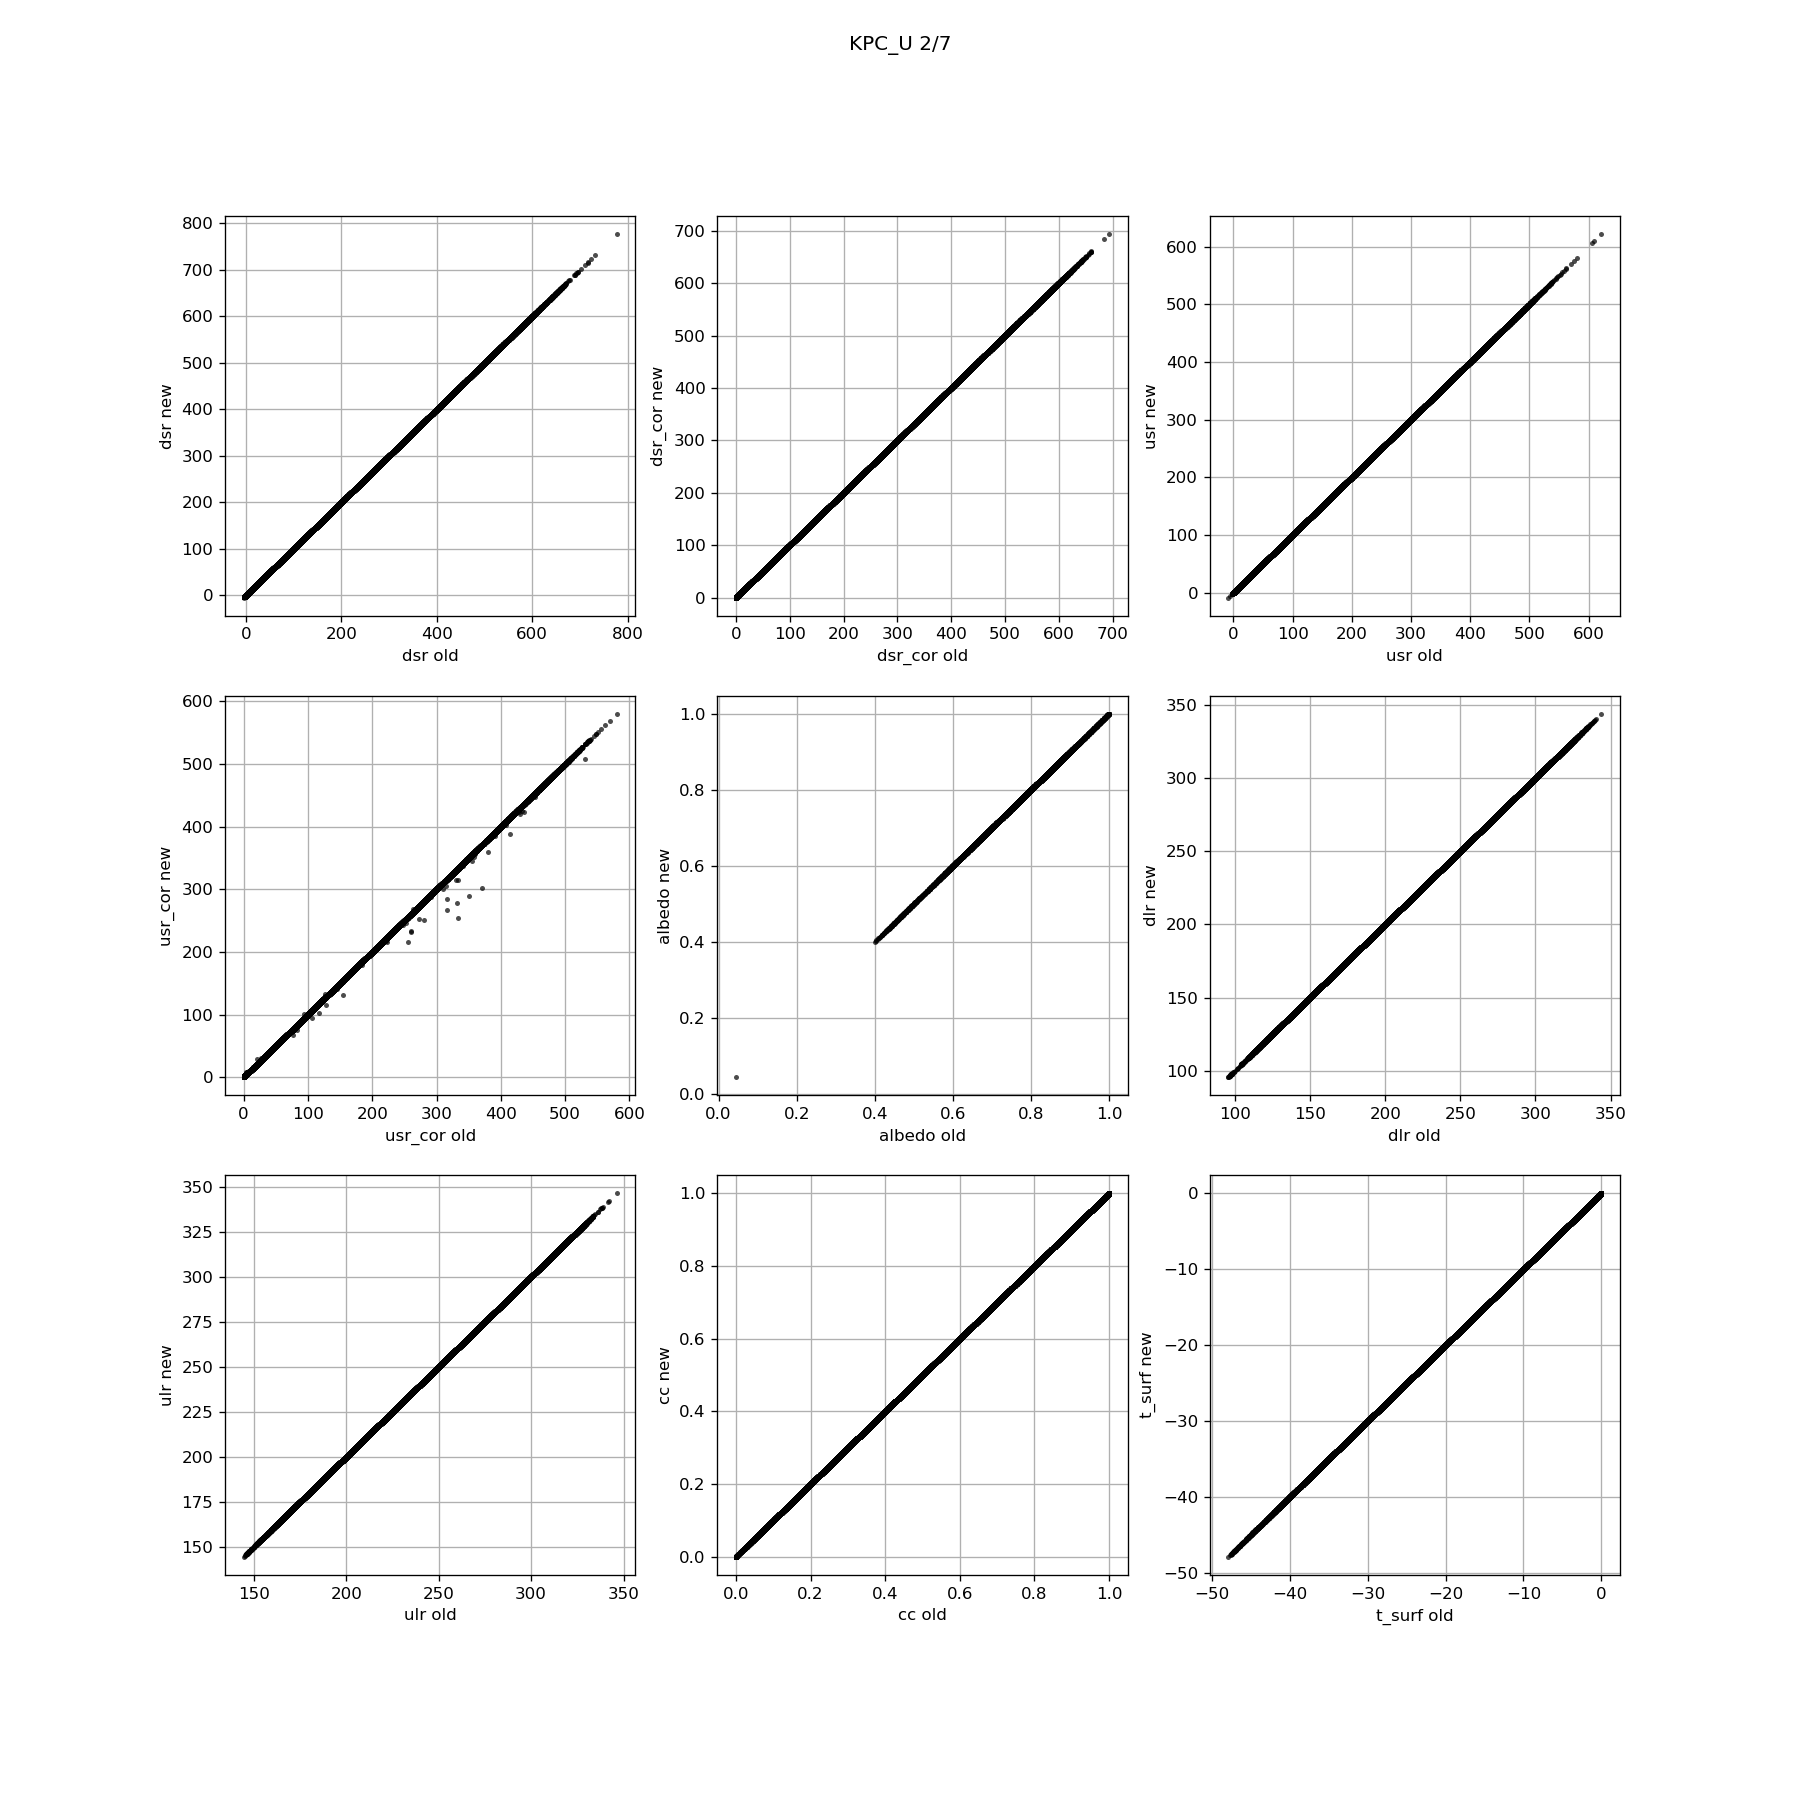 KPC_U 2/7
800
700
600
500
400
300
200
100
0
dsr new
0 200 400 600 800
dsr old
700
600
500
400
300
200
100
0
dsr_cor new
0 100 200 300 400 500 600 700
dsr_cor old
600
500
400
300
200
100
0
usr new
0 100 200 300 400 500 600
usr old
600
500
400
300
200
100
0
usr_cor new
0 100 200 300 400 500 600
usr_cor old
1.0
0.8
0.6
0.4
0.2
0.0
albedo new
0.0 0.2 0.4 0.6 0.8 1.0
albedo old
350
300
250
200
150
100
dlr new
100 150 200 250 300 350
dlr old
350
325
300
275
250
225
200
175
150
ulr new
150 200 250 300 350
ulr old
1.0
0.8
0.6
0.4
0.2
0.0
cc new
0.0 0.2 0.4 0.6 0.8 1.0
cc old
0
−10
−20
−30
−40
−50
t_surf new
−50 −40 −30 −20 −10 0
t_surf old